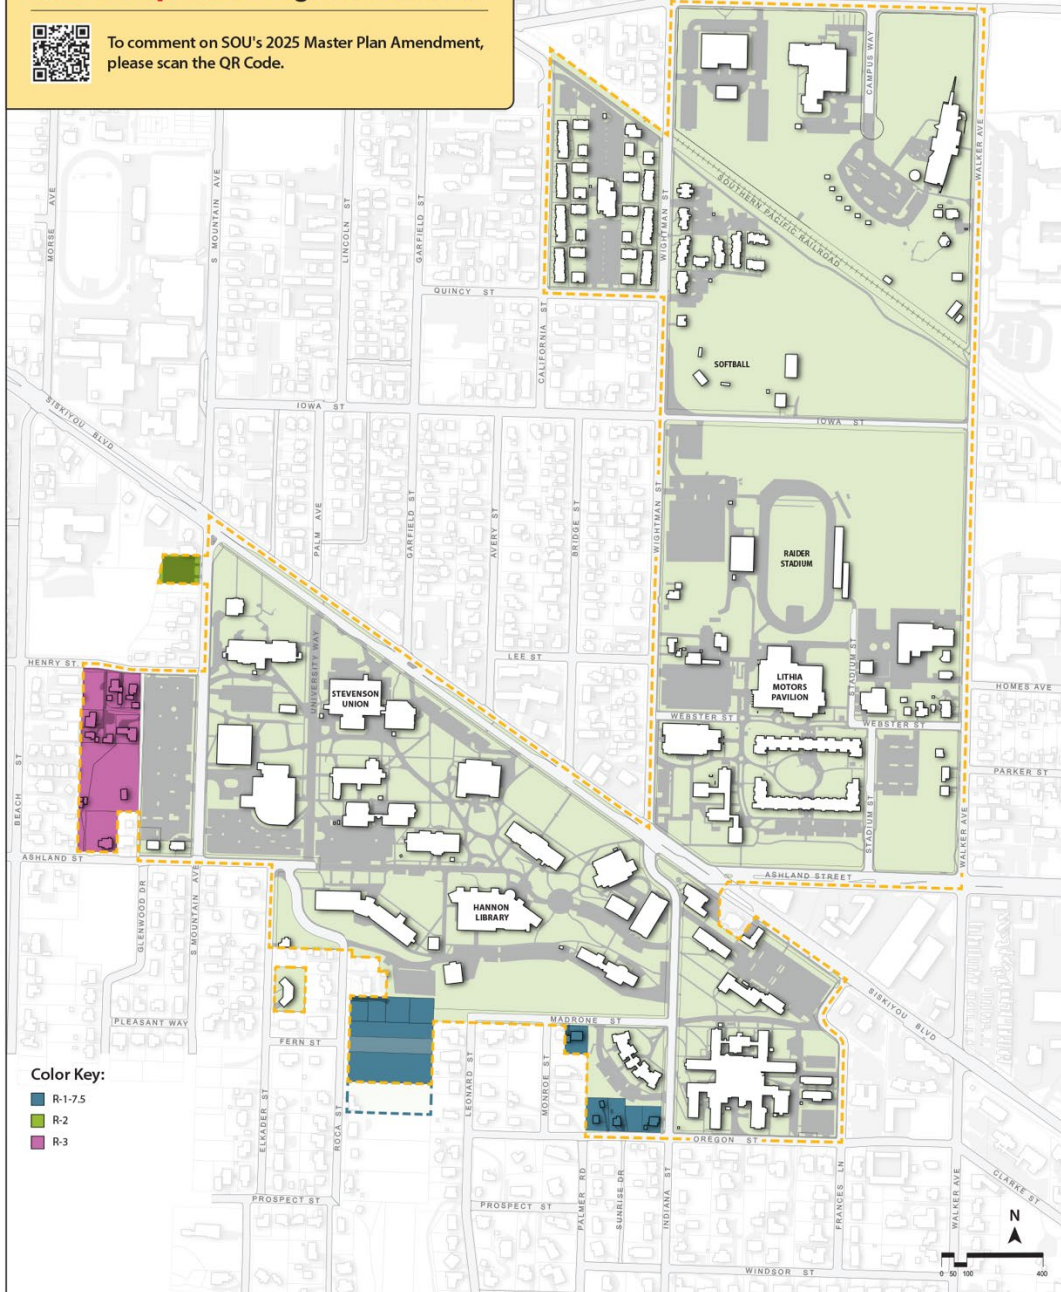 To comment on SOU's 2025 Master Plan Amendment,
please scan the QR Code.
CAMPUS WAY
WALKER AVE
MORSE AVE
S MOUNTAIN AVE
LINCOLN ST
GARFIELD ST
WIGHTMAN ST
SOUTHERN PACIFIC RAILROAD
QUINCY ST
CALIFORNIA ST
SOFTBALL
SISKIYOU BLVD
IOWA ST
IOWA ST
PALM AVE
GARFIELD ST
AVERY ST
BRIDGE ST
WIGHTMAN ST
RAIDER
STADIUM
HENRY ST
UNIVERSITY WAY
LEE ST
STADIUM ST
STEVENSON
UNION
LITHIA
MOTORS
PAVILION
HOMES AVE
WEBSTER ST
WEBSTER ST
BEACH ST
PARKER ST
STADIUM ST
WALKER AVE
ASHLAND ST
ASHLAND STREET
GLENWOOD DR
S MOUNTAIN AVE
HANNON
LIBRARY
SISKIYOU BLVD
PLEASANT WAY
MADRONE ST
FERN ST
Color Key:
R-1-7.5
R-2
R-3
ELKADER ST
ROCA ST
LEONARD ST
MONROE ST
OREGON ST
PROSPECT ST
PROSPECT ST
PALMER RD
SUNRISE DR
INDIANA ST
FRANCES LN
WALKER AVE
CLARKE ST
N
0 50 100 400
WINDSOR ST